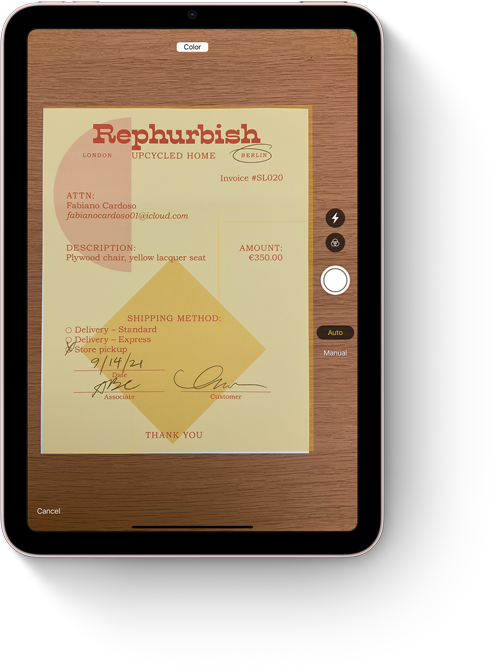 Color
Rephurbish
LONDON UPCYCLED HOME BERLIN
Invoice #SL020
ATTN:
Fabiano Cardoso
fabianocardoso01@icloud.com
DESCRIPTION: AMOUNT:
Plywood chair, yellow lacquer seat €350.00
SHIPPING METHOD:
Delivery – Standard
Delivery – Express
Store pickup
9/14/21
Date
Associate Customer
THANK YOU
Auto
Manual
Cancel